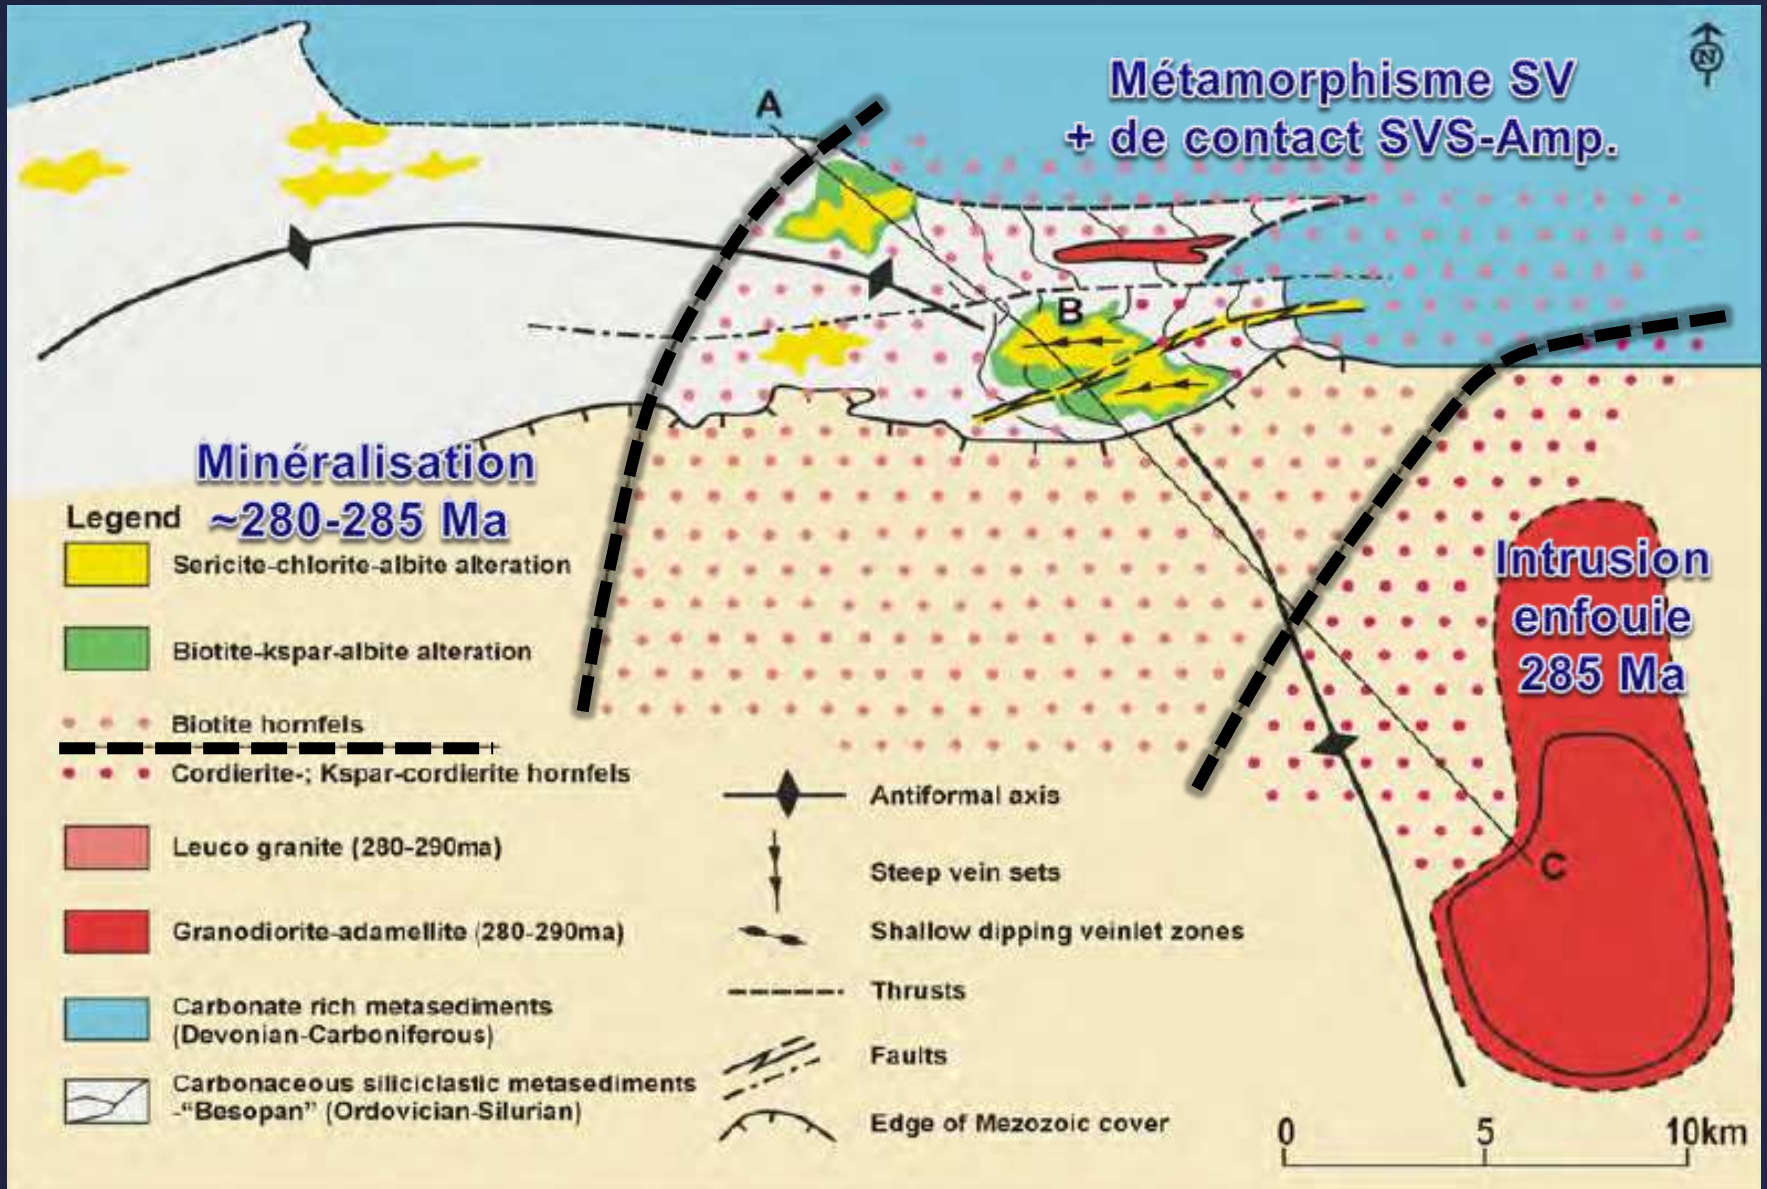 N
Métamorphisme SV
+ de contact SVS-Amp.
A
B
Minéralisation
~280-285 Ma
Intrusion
enfouie
285 Ma
C
Legend
Sericite-chlorite-albite alteration
Biotite-kspar-albite alteration
Biotite hornfels
Cordierite-; Kspar-cordierite hornfels
Leuco granite (280-290ma)
Granodiorite-adamellite (280-290ma)
Carbonate rich metasediments
(Devonian-Carboniferous)
Carbonaceous siliciclastic metasediments
-"Besopan" (Ordovician-Silurian)
Antiformal axis
Steep vein sets
Shallow dipping veinlet zones
Thrusts
Faults
Edge of Mezozoic cover
0 5 10km